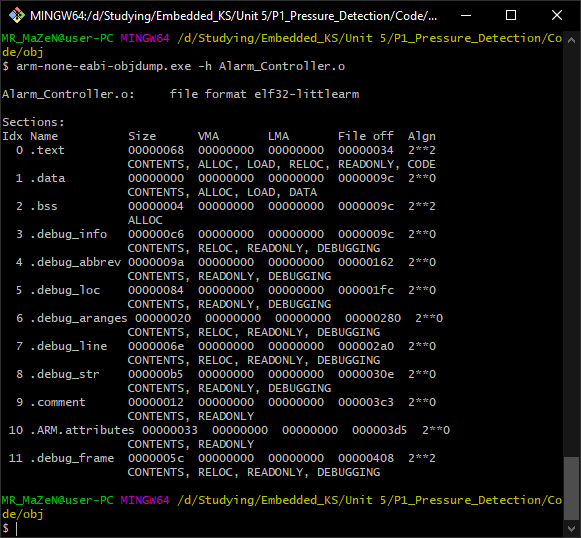 MINGW64:/d/Studying/Embedded_KS/Unit 5/P1_Pressure_Detection/Code/...
MR_MaZeN@user-PC MINGW64 /d/Studying/Embedded_KS/Unit 5/P1_Pressure_Detection/Co
de/obj
$ arm-none-eabi-objdump.exe -h Alarm_Controller.o
Alarm_Controller.o:     file format elf32-littlearm
Sections:
Idx Name          Size      VMA       LMA       File off  Algn
  0 .text         00000068  00000000  00000000  00000034  2**2
                  CONTENTS, ALLOC, LOAD, RELOC, READONLY, CODE
  1 .data         00000000  00000000  00000000  0000009c  2**0
                  CONTENTS, ALLOC, LOAD, DATA
  2 .bss          00000004  00000000  00000000  0000009c  2**2
                  ALLOC
  3 .debug_info   000000c6  00000000  00000000  0000009c  2**0
                  CONTENTS, RELOC, READONLY, DEBUGGING
  4 .debug_abbrev 0000009a  00000000  00000000  00000162  2**0
                  CONTENTS, READONLY, DEBUGGING
  5 .debug_loc    00000084  00000000  00000000  000001fc  2**0
                  CONTENTS, READONLY, DEBUGGING
  6 .debug_aranges 00000020  00000000  00000000  00000280  2**0
                  CONTENTS, RELOC, READONLY, DEBUGGING
  7 .debug_line   0000006e  00000000  00000000  000002a0  2**0
                  CONTENTS, RELOC, READONLY, DEBUGGING
  8 .debug_str    000000b5  00000000  00000000  0000030e  2**0
                  CONTENTS, READONLY, DEBUGGING
  9 .comment      00000012  00000000  00000000  000003c3  2**0
                  CONTENTS, READONLY
 10 .ARM.attributes 00000033  00000000  00000000  000003d5  2**0
                  CONTENTS, READONLY
 11 .debug_frame  0000005c  00000000  00000000  00000408  2**2
                  CONTENTS, RELOC, READONLY, DEBUGGING
MR_MaZeN@user-PC MINGW64 /d/Studying/Embedded_KS/Unit 5/P1_Pressure_Detection/Co
de/obj
$